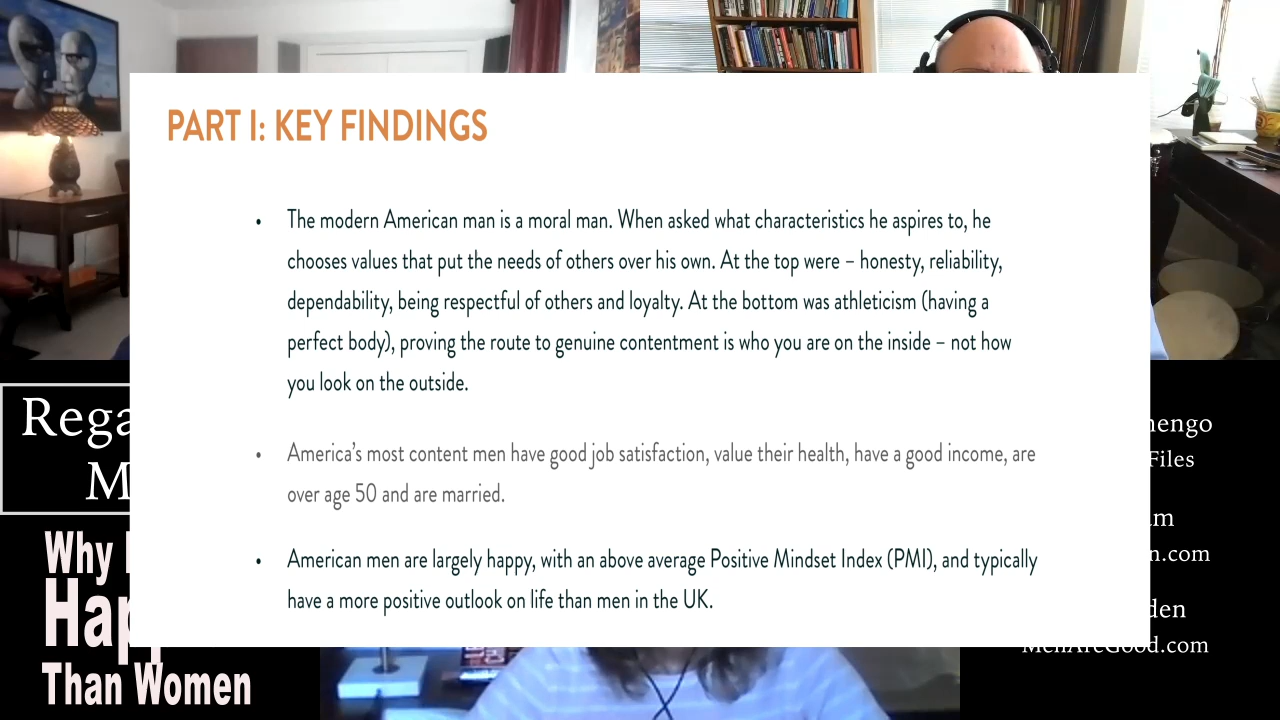 PART I: KEY FINDINGS
• The modern American man is a moral man. When asked what characteristics he aspires to, he
chooses values that put the needs of others over his own. At the top were – honesty, reliability,
dependability, being respectful of others and loyalty. At the bottom was athleticism (having a
perfect body), proving the route to genuine contentment is who you are on the inside – not how
you look on the outside.
• America’s most content men have good job satisfaction, value their health, have a good income, are
over age 50 and are married.
• American men are largely happy, with an above average Positive Mindset Index (PMI), and typically
have a more positive outlook on life than men in the UK.
Why
Than Women
Files
MenAreGood.com